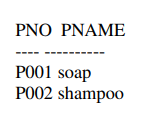 PNO PNAME
---- ----------
P001 soap
P002 shampoo